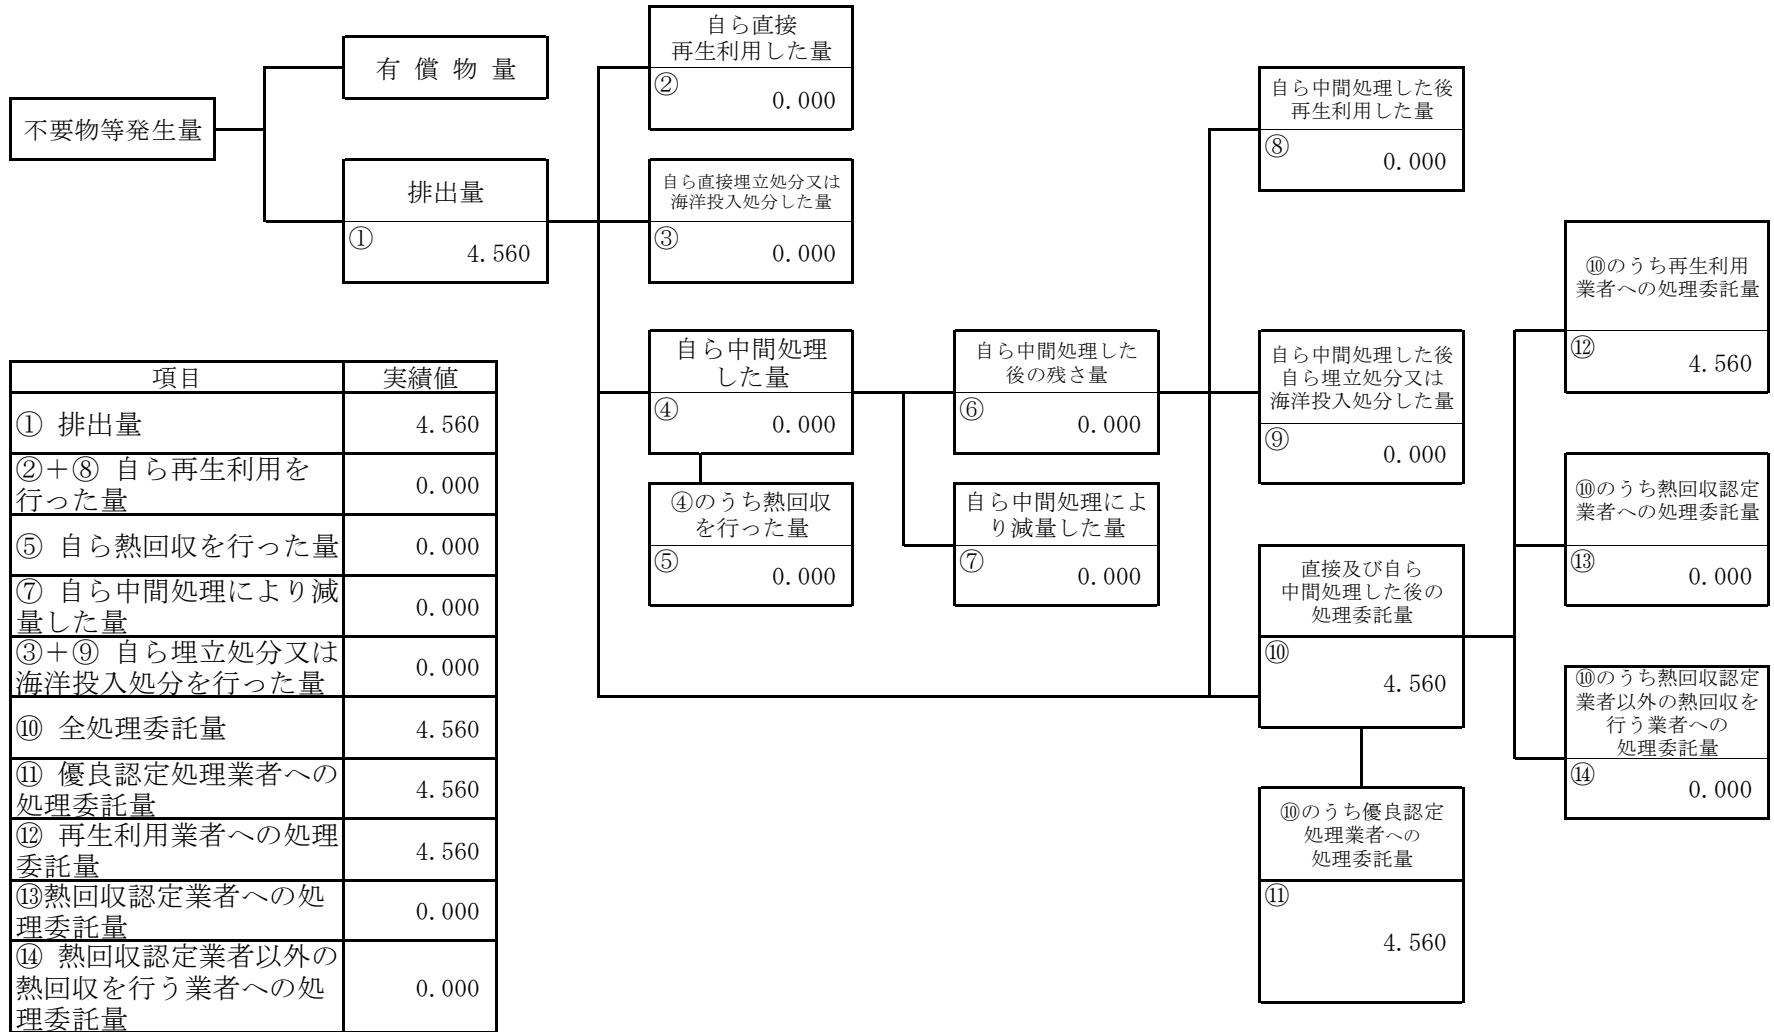 不要物等発生量
有 償 物 量
排出量
① 4.560
自ら直接
再生利用した量
② 0.000
自ら直接埋立処分又は
海洋投入処分した量
③ 0.000
自ら中間処理
した量
④ 0.000
④のうち熱回収
を行った量
⑤ 0.000
自ら中間処理した
後の残さ量
⑥ 0.000
自ら中間処理によ
り減量した量
⑦ 0.000
自ら中間処理した後
再生利用した量
⑧ 0.000
自ら中間処理した後
自ら埋立処分又は
海洋投入処分した量
⑨ 0.000
直接及び自ら
中間処理した後の
処理委託量
⑩ 4.560
⑩のうち優良認定
処理業者への
処理委託量
⑪ 4.560
⑩のうち再生利用
業者への処理委託量
⑫ 4.560
⑩のうち熱回収認定
業者への処理委託量
⑬ 0.000
⑩のうち熱回収認定
業者以外の熱回収を
行う業者への
処理委託量
⑭ 0.000
項目 実績値
① 排出量 4.560
②+⑧ 自ら再生利用を
行った量 0.000
⑤ 自ら熱回収を行った量 0.000
⑦ 自ら中間処理により減
量した量 0.000
③+⑨ 自ら埋立処分又は
海洋投入処分を行った量 0.000
⑩ 全処理委託量 4.560
⑪ 優良認定処理業者への
処理委託量 4.560
⑫ 再生利用業者への処理
委託量 4.560
⑬熱回収認定業者への処
理委託量 0.000
⑭ 熱回収認定業者以外の
熱回収を行う業者への処
理委託量 0.000